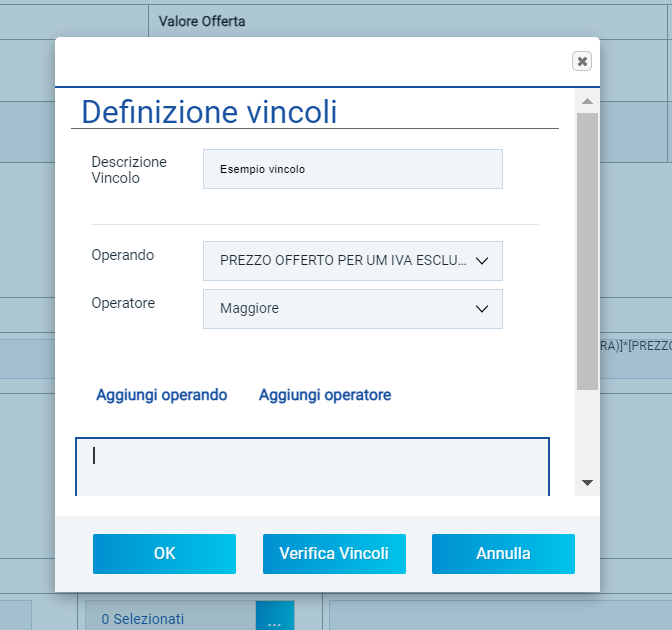 Valore Offerta
Definizione vincoli
Descrizione
Vincolo
Esempio vincolo
Operando
PREZZO OFFERTO PER UM IVA ESCLU...
Operatore
Maggiore
RA)]*[PREZZO
Aggiungi operando
Aggiungi operatore
OK
Verifica Vincoli
Annulla
0 Selezionati
...